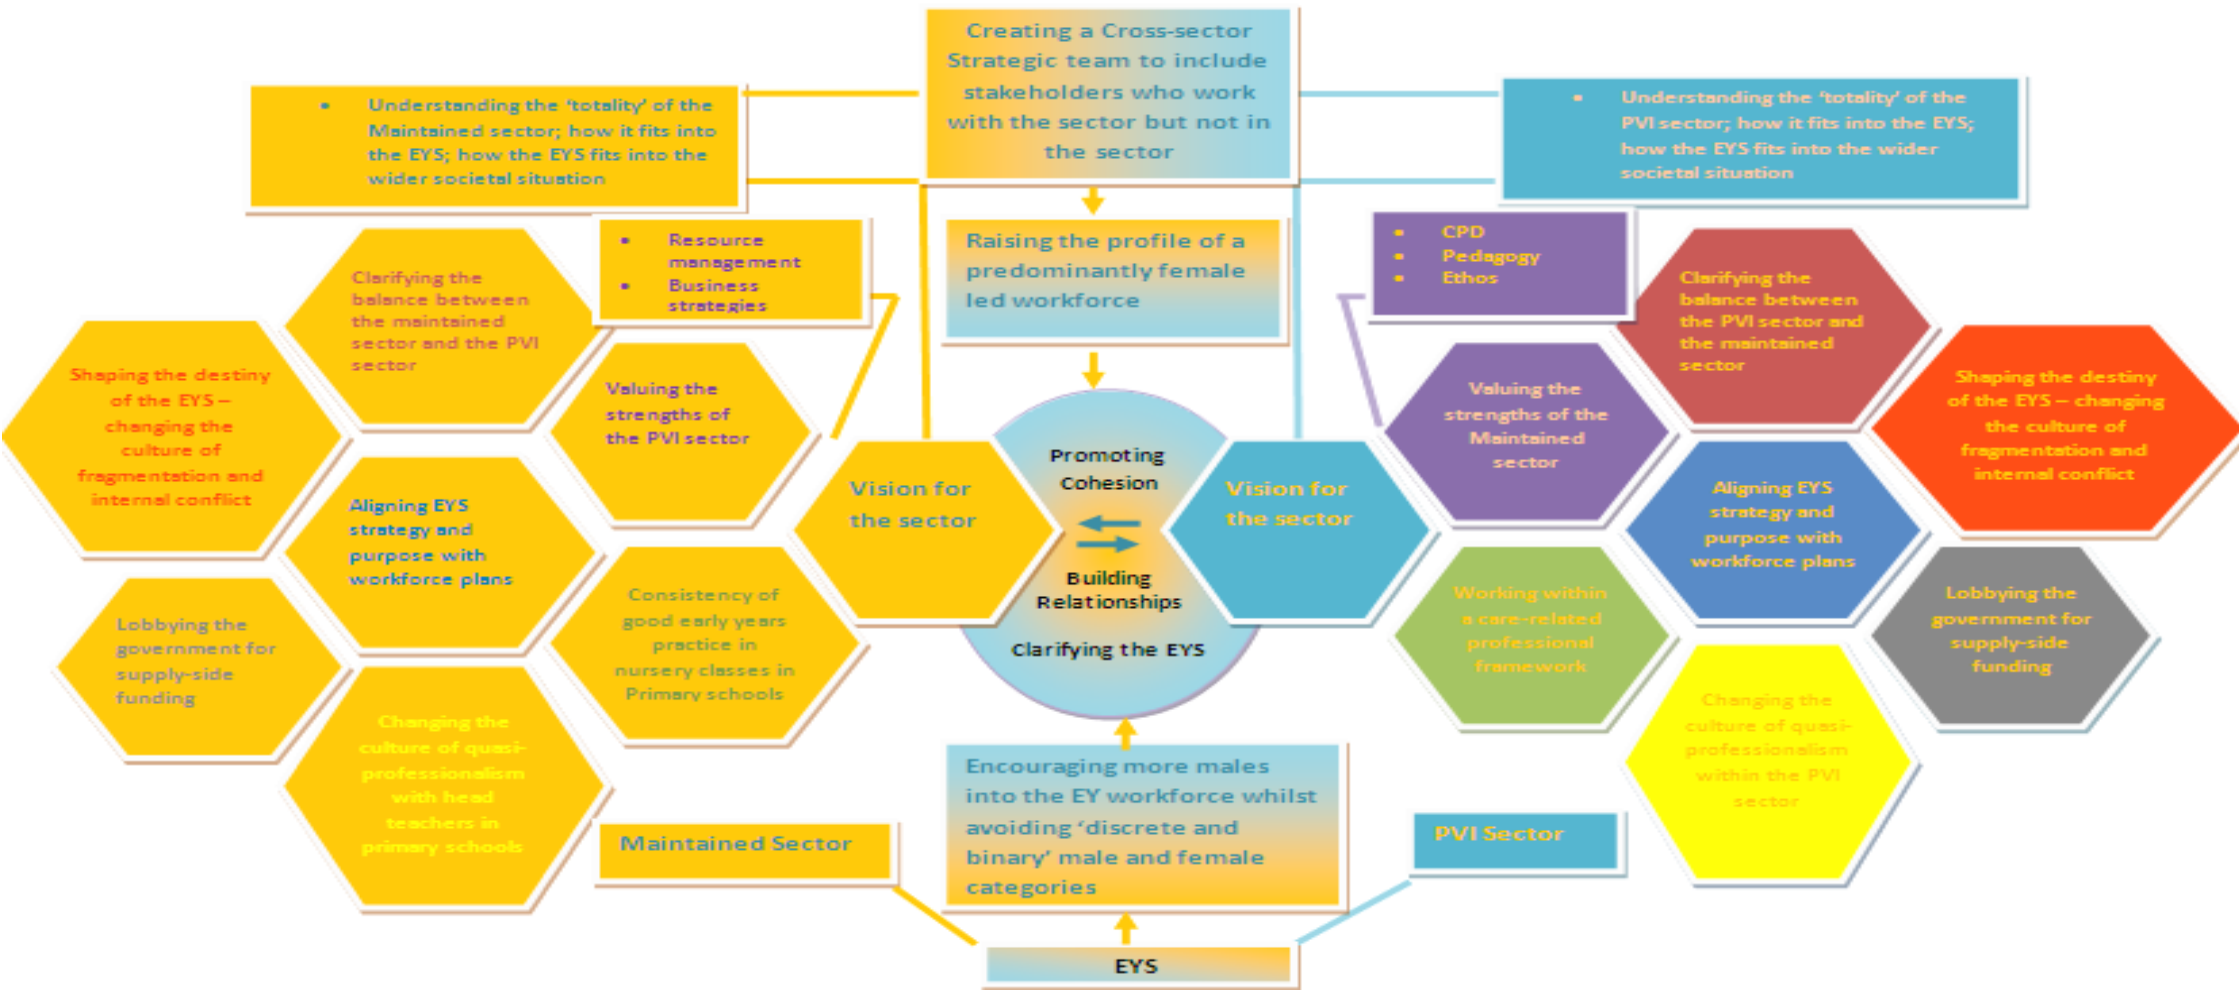 Creating a Cross-sector
Strategic team to include
stakeholders who work
with the sector but not in
the sector
• Understanding the ‘totality’ of the
Maintained sector; how it fits into
the EYS; how the EYS fits into the
wider societal situation
• Understanding the ‘totality’ of the
PVI sector; how it fits into the EYS;
how the EYS fits into the wider
societal situation
• Resource
management
• Business
strategies
Raising the profile of a
predominantly female
led workforce
• CPD
• Pedagogy
• Ethos
Clarifying the
balance between
the maintained
sector and the PVI
sector
Shaping the destiny
of the EYS –
changing the
culture of
fragmentation and
internal conflict
Valuing the
strengths of
the PVI sector
Aligning EYS
strategy and
purpose with
workforce plans
Lobbying the
government for
supply-side
funding
Consistency of
good early years
practice in
nursery classes in
Primary schools
Changing the
culture of quasi-
professionalism
with head
teachers in
primary schools
Vision for
the sector
Promoting
Cohesion
Building
Relationships
Clarifying the EYS
Vision for
the sector
Valuing the
strengths of the
Maintained
sector
Clarifying the
balance between
the PVI sector and
the maintained
sector
Shaping the destiny
of the EYS – changing
the culture of
fragmentation and
internal conflict
Aligning EYS
strategy and
purpose with
workforce plans
Working within
a care-related
professional
framework
Lobbying the
government for
supply-side
funding
Changing the
culture of quasi-
professionalism
within the PVI
sector
Encouraging more males
into the EY workforce whilst
avoiding ‘discrete and
binary’ male and female
categories
Maintained Sector
PVI Sector
EYS